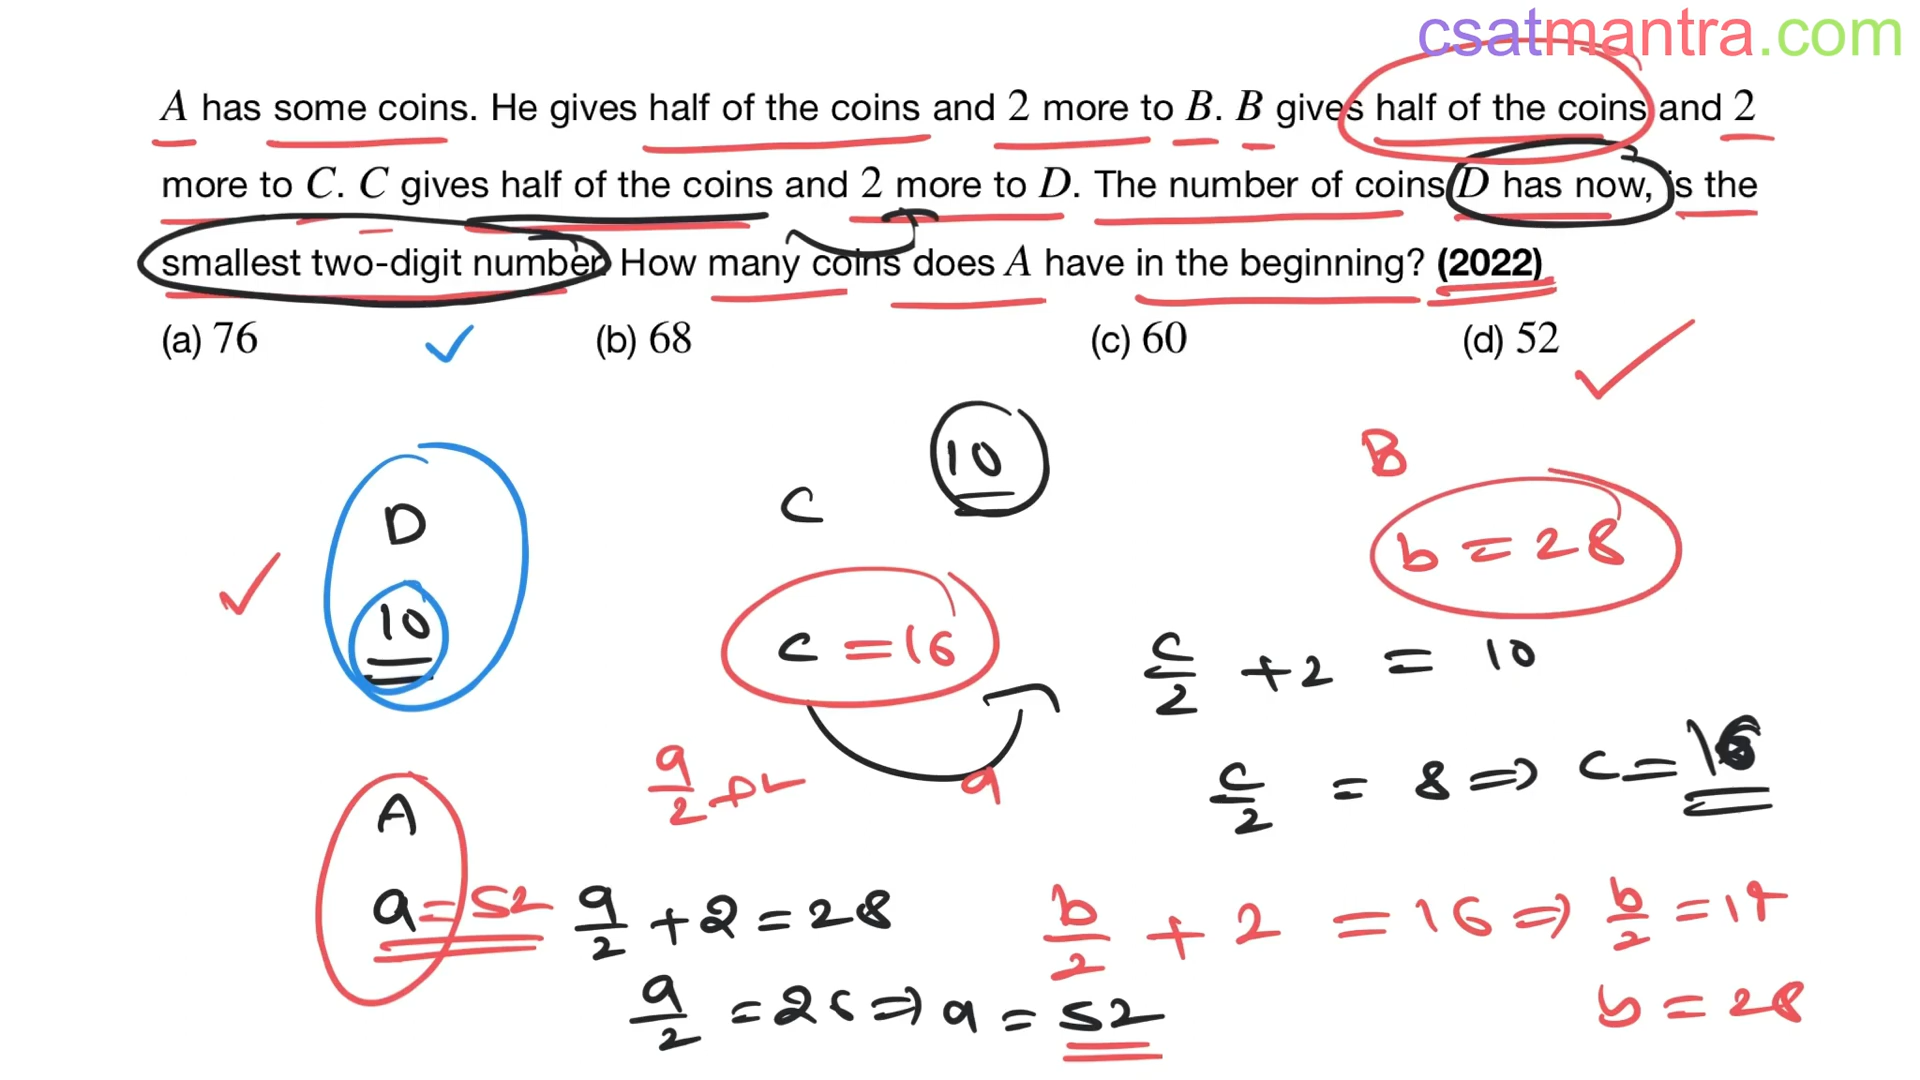 csatmantra.com
A has some coins. He gives half of the coins and 2 more to B. B gives half of the coins and 2
more to C. C gives half of the coins and 2 more to D. The number of coins D has now, is the
smallest two-digit number. How many coins does A have in the beginning? (2022)
(a) 76 (b) 68 (c) 60 (d) 52
10
B
D
C
b = 28
10
c = 16
c/2 + 2 = 10
a/2
a
c/2 = 8 ⇒ c = 16
A
a = 52
a/2 + 2 = 28
b/2 + 2 = 16 ⇒ b/2 = 14
a/2 = 26 ⇒ a = 52
b = 28